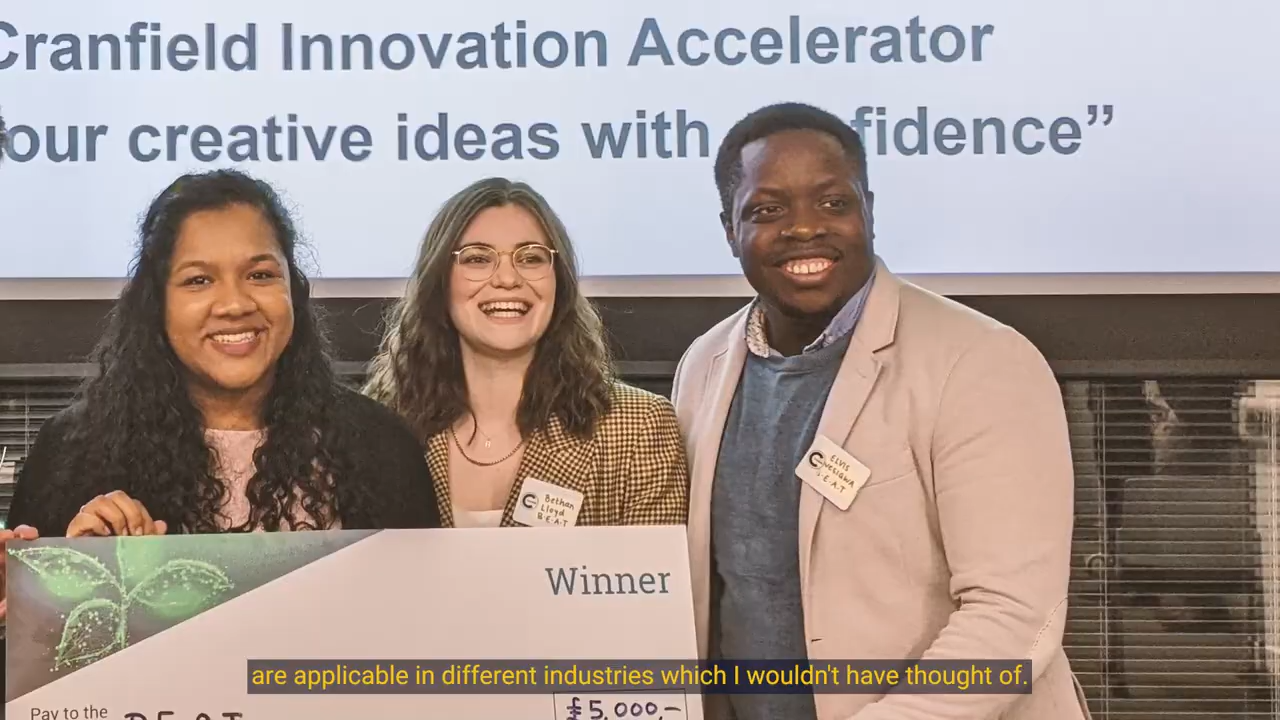 Cranfield Innovation Accelerator
our creative ideas with fidence”
Bethan
Lloyd
B.E.A.T
ELVIS
B.E.A.T
Winner
are applicable in different industries which I wouldn't have thought of.
Pay to the
B.E.A.T
£5,000,–